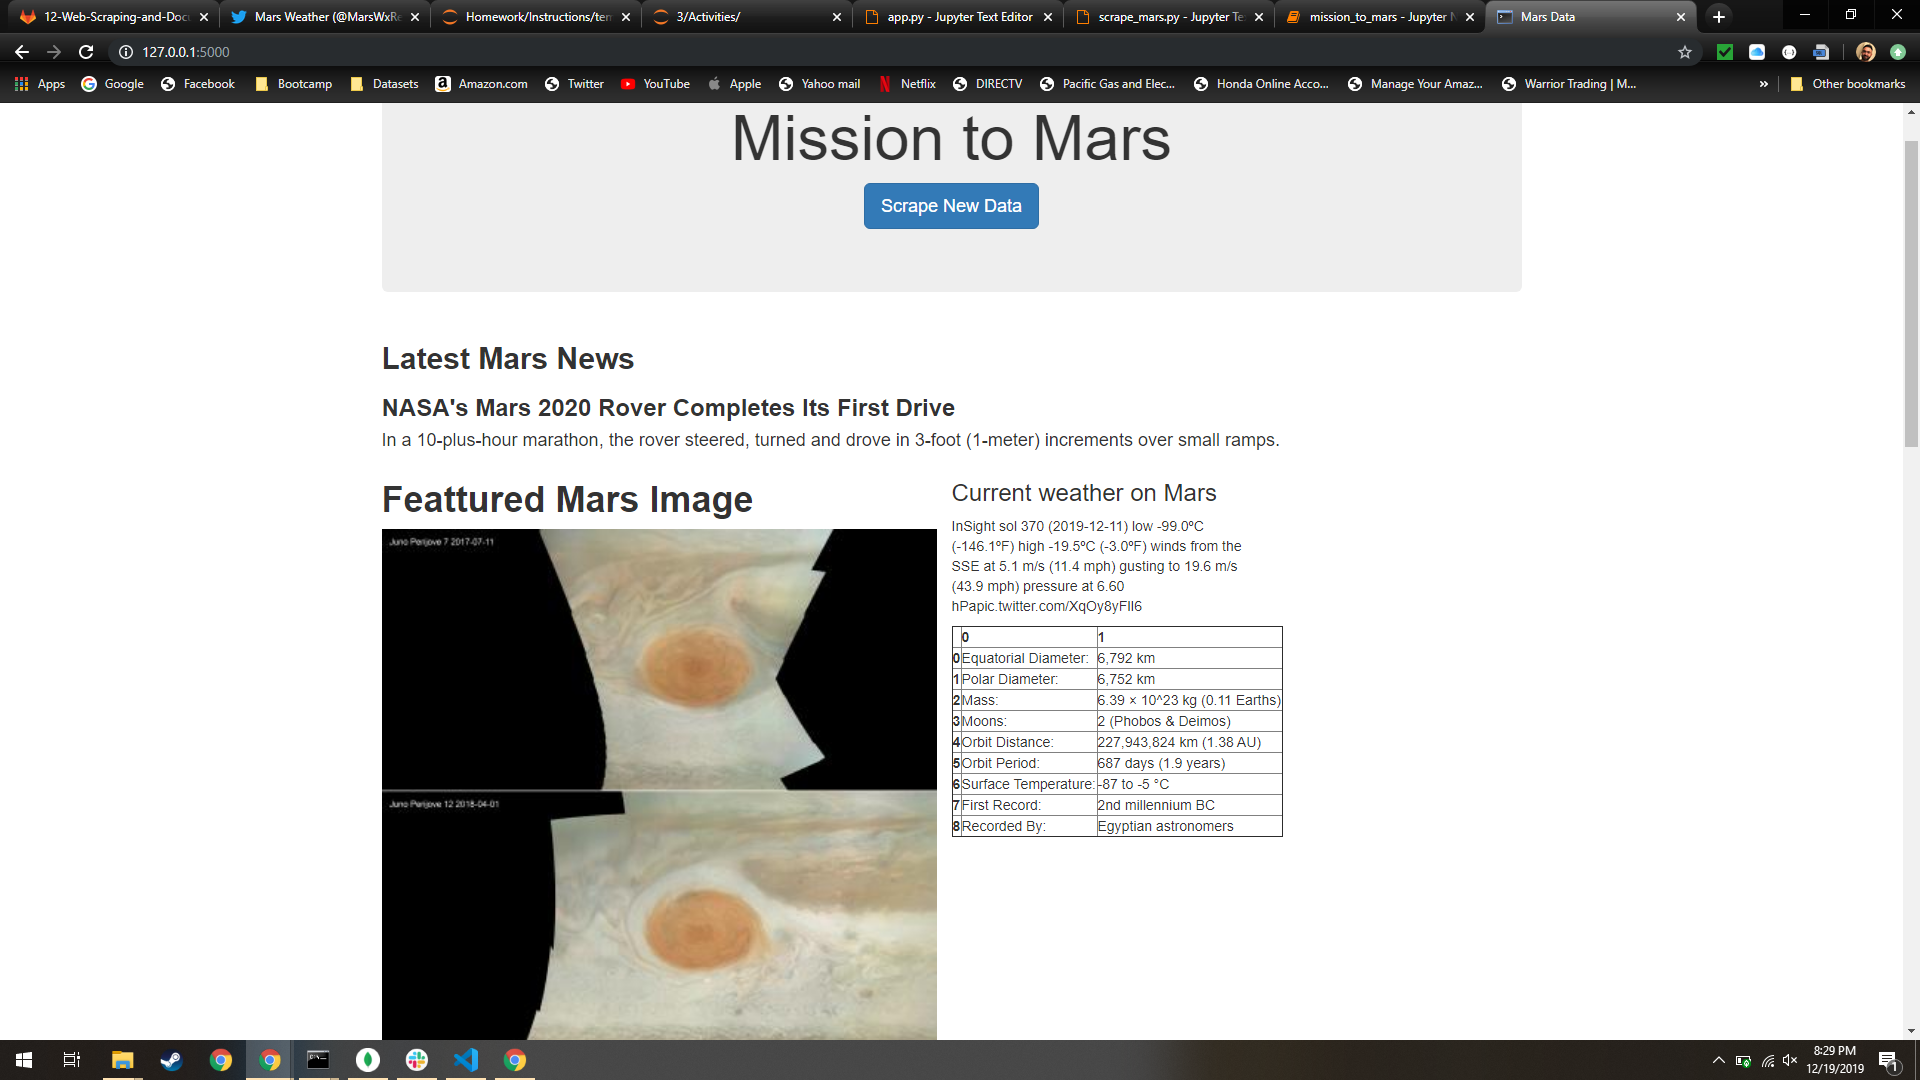 12-Web-Scraping-and-Docu
Mars Weather (@MarsWxRe
Homework/Instructions/tem
3/Activities/
app.py - Jupyter Text Editor
scrape_mars.py - Jupyter Te
mission_to_mars - Jupyter N
Mars Data
127.0.0.1:5000
Apps
Google
Facebook
Bootcamp
Datasets
Amazon.com
Twitter
YouTube
Apple
Yahoo mail
Netflix
DIRECTV
Pacific Gas and Elec...
Honda Online Acco...
Manage Your Amaz...
Warrior Trading | M...
»
Other bookmarks
Mission to Mars
Scrape New Data
Latest Mars News
NASA's Mars 2020 Rover Completes Its First Drive
In a 10-plus-hour marathon, the rover steered, turned and drove in 3-foot (1-meter) increments over small ramps.
Feattured Mars Image
Juno Perijove 7 2017-07-11
Juno Perijove 12 2018-04-01
Current weather on Mars
InSight sol 370 (2019-12-11) low -99.0ºC
(-146.1ºF) high -19.5ºC (-3.0ºF) winds from the
SSE at 5.1 m/s (11.4 mph) gusting to 19.6 m/s
(43.9 mph) pressure at 6.60
hPapic.twitter.com/XqOy8yFII6
0 1
0 Equatorial Diameter: 6,792 km
1 Polar Diameter: 6,752 km
2 Mass: 6.39 × 10^23 kg (0.11 Earths)
3 Moons: 2 (Phobos & Deimos)
4 Orbit Distance: 227,943,824 km (1.38 AU)
5 Orbit Period: 687 days (1.9 years)
6 Surface Temperature: -87 to -5 °C
7 First Record: 2nd millennium BC
8 Recorded By: Egyptian astronomers
8:29 PM
12/19/2019
1